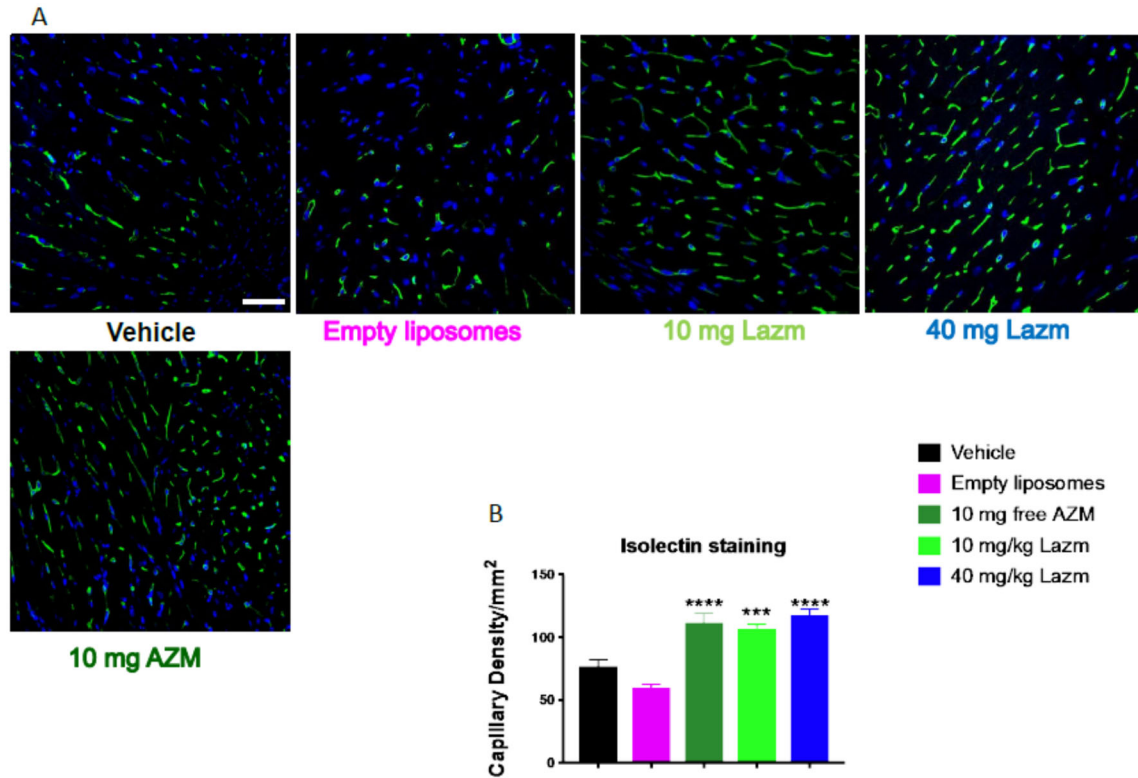 A
Vehicle
Empty liposomes
10 mg Lazm
40 mg Lazm
10 mg AZM
Vehicle
Empty liposomes
10 mg free AZM
10 mg/kg Lazm
40 mg/kg Lazm
B
Isolectin staining
Capillary Density/mm²
150
100
50
0
****
***
****